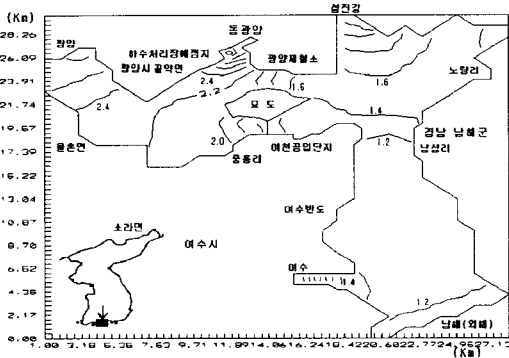 (Km)
28.26
26.09
23.91
21.74
19.57
17.39
16.22
13.04
10.87
8.70
6.52
4.36
2.17
0.00
섬진강
동광양
광양
하수처리장예정지
광양시 골약면
광양제철소
노량리
2.4
2.2
1.6
1.6
2.4
묘도
1.4
2.0
1.2
율촌면
중흥리
여천공업단지
경남 남해군
남상리
여수반도
소라면
여수시
여수
1.4
1.2
남해(외해)
(Km)